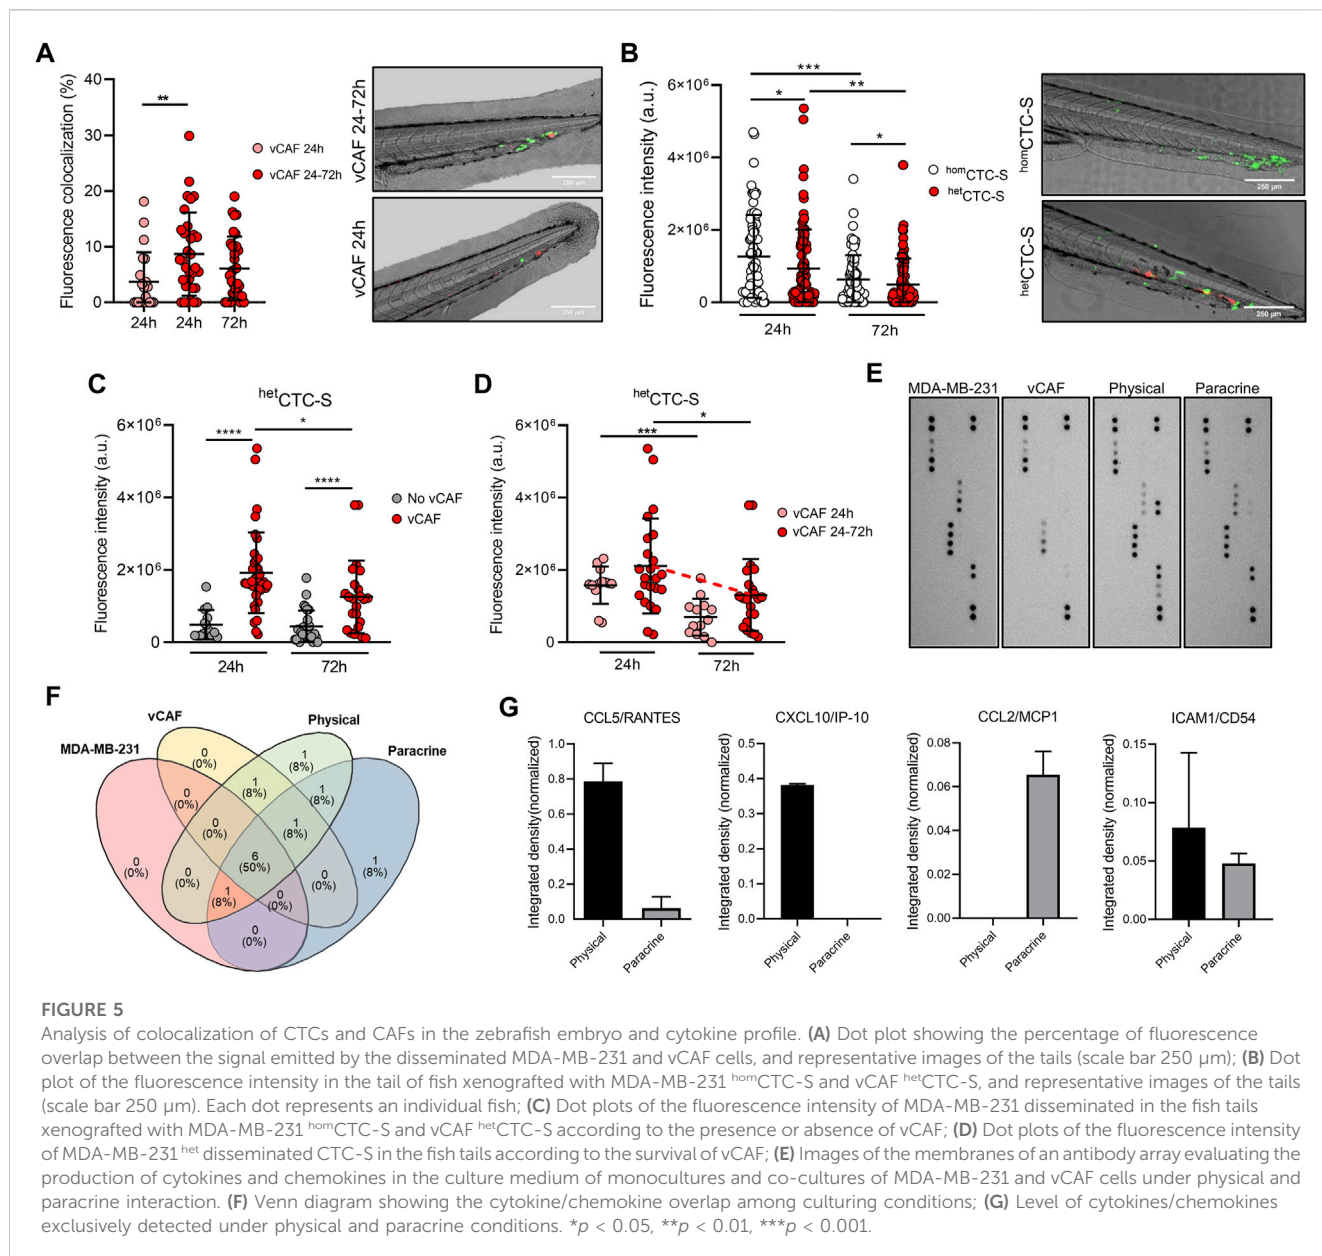 A
Fluorescence colocalization (%)
40
30
20
10
0
**
24h 24h 72h
vCAF 24h
vCAF 24-72h
vCAF 24-72h
250 µm
vCAF 24h
250 µm
B
Fluorescence intensity (a.u.)
6×10⁶
4×10⁶
2×10⁶
0
***
* **
*
24h 72h
homCTC-S
hetCTC-S
homCTC-S
250 µm
hetCTC-S
250 µm
C
hetCTC-S
Fluorescence intensity (a.u.)
6×10⁶
4×10⁶
2×10⁶
0
**** *
****
24h 72h
No vCAF
vCAF
D
hetCTC-S
Fluorescence intensity (a.u.)
6×10⁶
4×10⁶
2×10⁶
0
*
***
24h 72h
vCAF 24h
vCAF 24-72h
E
MDA-MB-231 vCAF Physical Paracrine
F
vCAF Physical
MDA-MB-231 Paracrine
0
(0%)
1
(8%)
0
(0%)
1
(8%)
1
(8%)
0
(0%)
1
(8%)
0
(0%)
6
(50%)
0
(0%)
0
(0%)
1
(8%)
1
(8%)
0
(0%)
0
(0%)
G
CCL5/RANTES
Integrated density(normalized)
1.0
0.8
0.6
0.4
0.2
0.0
Physical
Paracrine
CXCL10/IP-10
Integrated density (normalized)
0.5
0.4
0.3
0.2
0.1
0.0
Physical
Paracrine
CCL2/MCP1
Integrated density (normalized)
0.08
0.06
0.04
0.02
0.00
Physical
Paracrine
ICAM1/CD54
Integrated density (normalized)
0.15
0.10
0.05
0.00
Physical
Paracrine
FIGURE 5
Analysis of colocalization of CTCs and CAFs in the zebrafish embryo and cytokine profile. (A) Dot plot showing the percentage of fluorescence
overlap between the signal emitted by the disseminated MDA-MB-231 and vCAF cells, and representative images of the tails (scale bar 250 µm); (B) Dot
plot of the fluorescence intensity in the tail of fish xenografted with MDA-MB-231 homCTC-S and vCAF hetCTC-S, and representative images of the tails
(scale bar 250 µm). Each dot represents an individual fish; (C) Dot plots of the fluorescence intensity of MDA-MB-231 disseminated in the fish tails
xenografted with MDA-MB-231 homCTC-S and vCAF hetCTC-S according to the presence or absence of vCAF; (D) Dot plots of the fluorescence intensity
of MDA-MB-231 het disseminated CTC-S in the fish tails according to the survival of vCAF; (E) Images of the membranes of an antibody array evaluating the
production of cytokines and chemokines in the culture medium of monocultures and co-cultures of MDA-MB-231 and vCAF cells under physical and
paracrine interaction. (F) Venn diagram showing the cytokine/chemokine overlap among culturing conditions; (G) Level of cytokines/chemokines
exclusively detected under physical and paracrine conditions. *p < 0.05, **p < 0.01, ***p < 0.001.